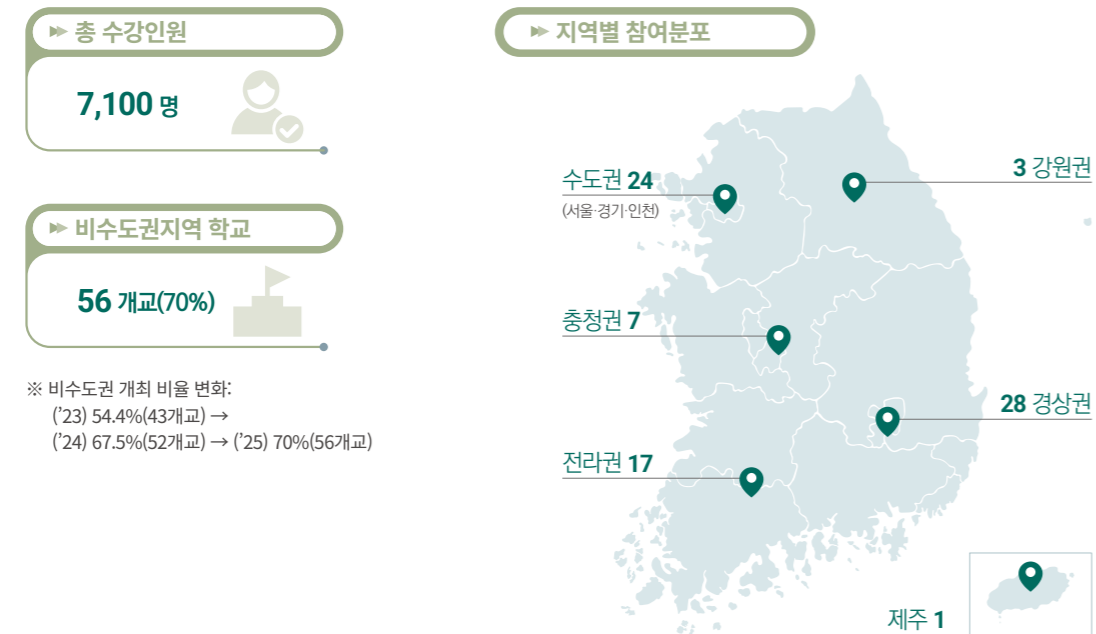 총 수강인원
7,100 명
비수도권지역 학교
56 개교(70%)
※ 비수도권 개최 비율 변화:
(’23) 54.4%(43개교) →
(’24) 67.5%(52개교) → (’25) 70%(56개교)
지역별 참여분포
수도권 24
(서울·경기·인천)
3 강원권
충청권 7
28 경상권
전라권 17
제주 1